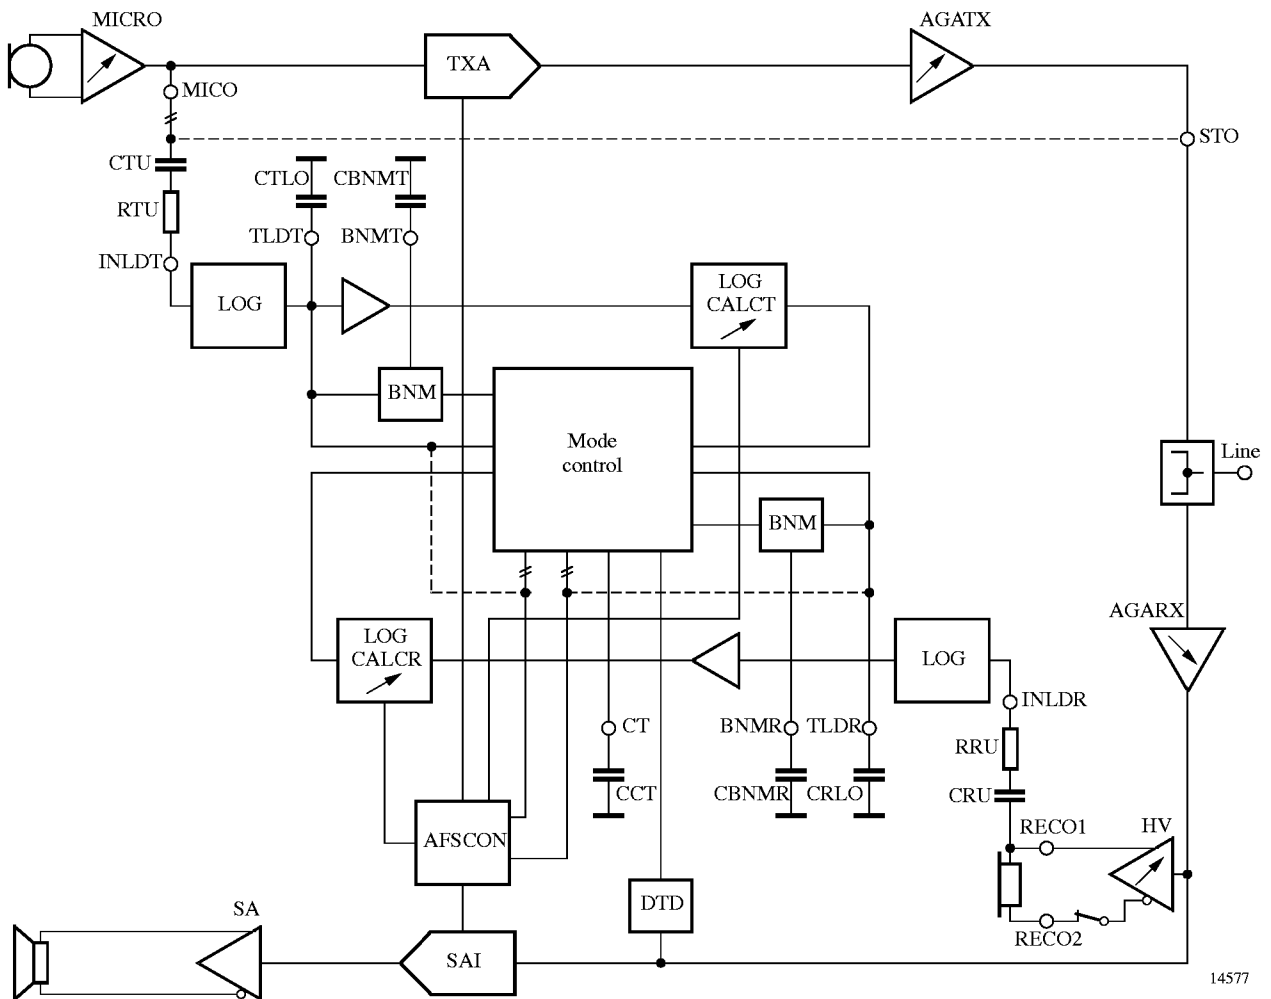 MICRO
AGATX
TXA
MICO
STO
CTU
CTLO
CBNMT
RTU
TLDT
BNMT
INLDT
LOG
LOG
CALCT
BNM
Mode
control
Line
BNM
AGARX
LOG
CALCR
LOG
INLDR
CT
BNMR
TLDR
RRU
CCT
CBNMR
CRLO
CRU
RECO1
HV
AFSCON
DTD
SA
RECO2
SAI
14577